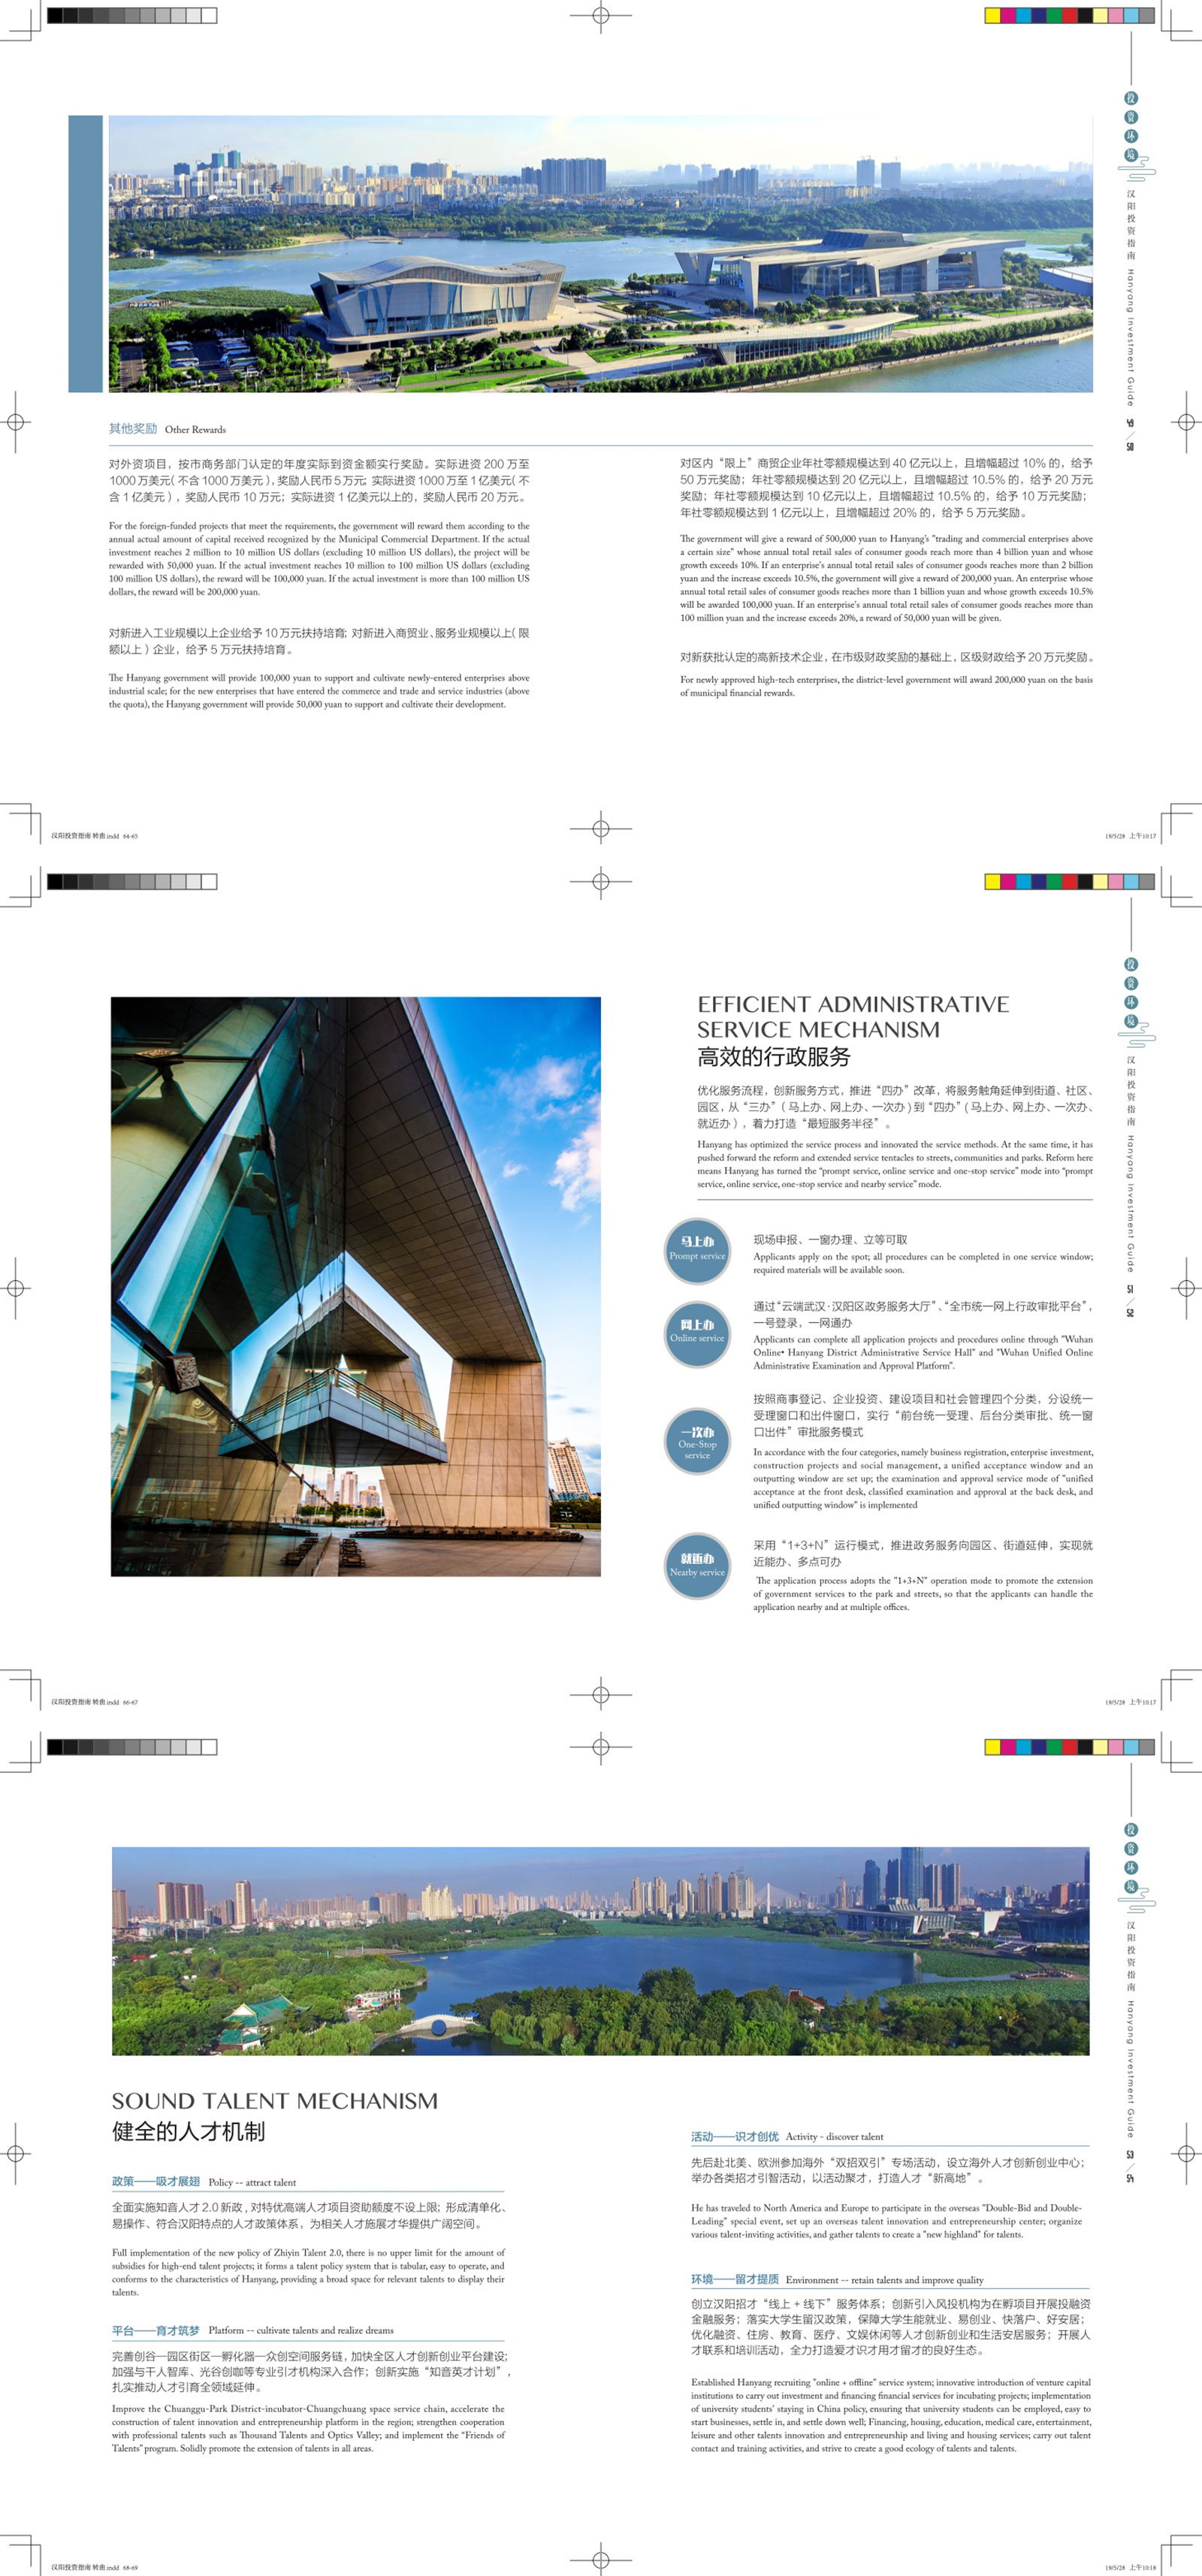 投资环境
汉阳投资指南 Hanyang Investment Guide 49/50
其他奖励 Other Rewards
对外资项目，按市商务部门认定的年度实际到资金额实行奖励。实际进资 200 万至
1000 万美元（不含 1000 万美元），奖励人民币 5 万元；实际进资 1000 万至 1 亿美元（不
含 1 亿美元），奖励人民币 10 万元；实际进资 1 亿美元以上的，奖励人民币 20 万元。
For the foreign-funded projects that meet the requirements, the government will reward them according to the
annual actual amount of capital received recognized by the Municipal Commercial Department. If the actual
investment reaches 2 million to 10 million US dollars (excluding 10 million US dollars), the project will be
rewarded with 50,000 yuan. If the actual investment reaches 10 million to 100 million US dollars (excluding
100 million US dollars), the reward will be 100,000 yuan. If the actual investment is more than 100 million US
dollars, the reward will be 200,000 yuan.
对新进入工业规模以上企业给予 10 万元扶持培育；对新进入商贸业、服务业规模以上（限
额以上）企业，给予 5 万元扶持培育。
The Hanyang government will provide 100,000 yuan to support and cultivate newly-entered enterprises above
industrial scale; for the new enterprises that have entered the commerce and trade and service industries (above
the quota), the Hanyang government will provide 50,000 yuan to support and cultivate their development.
对区内“限上”商贸企业年社零额规模达到 40 亿元以上，且增幅超过 10% 的，给予
50 万元奖励；年社零额规模达到 20 亿元以上，且增幅超过 10.5% 的，给予 20 万元
奖励；年社零额规模达到 10 亿元以上，且增幅超过 10.5% 的，给予 10 万元奖励；
年社零额规模达到 1 亿元以上，且增幅超过 20% 的，给予 5 万元奖励。
The government will give a reward of 500,000 yuan to Hanyang's "trading and commercial enterprises above
a certain size" whose annual total retail sales of consumer goods reach more than 4 billion yuan and whose
growth exceeds 10%. If an enterprise's annual total retail sales of consumer goods reaches more than 2 billion
yuan and the increase exceeds 10.5%, the government will give a reward of 200,000 yuan. An enterprise whose
annual total retail sales of consumer goods reaches more than 1 billion yuan and whose growth exceeds 10.5%
will be awarded 100,000 yuan. If an enterprise's annual total retail sales of consumer goods reaches more than
100 million yuan and the increase exceeds 20%, a reward of 50,000 yuan will be given.
对新获批认定的高新技术企业，在市级财政奖励的基础上，区级财政给予 20 万元奖励。
For newly approved high-tech enterprises, the district-level government will award 200,000 yuan on the basis
of municipal financial rewards.
汉阳投资指南 转曲.indd 64-65
19/5/28 上午10:17
投资环境
汉阳投资指南 Hanyang Investment Guide 51/52
EFFICIENT ADMINISTRATIVE
SERVICE MECHANISM
高效的行政服务
优化服务流程，创新服务方式，推进“四办”改革，将服务触角延伸到街道、社区、
园区，从“三办”（马上办、网上办、一次办）到“四办”（马上办、网上办、一次办、
就近办），着力打造“最短服务半径”。
Hanyang has optimized the service process and innovated the service methods. At the same time, it has
pushed forward the reform and extended service tentacles to streets, communities and parks. Reform here
means Hanyang has turned the “prompt service, online service and one-stop service” mode into “prompt
service, online service, one-stop service and nearby service” mode.
马上办
Prompt service
现场申报、一窗办理、立等可取
Applicants apply on the spot; all procedures can be completed in one service window;
required materials will be available soon.
网上办
Online service
通过“云端武汉·汉阳区政务服务大厅”、“全市统一网上行政审批平台”，
一号登录，一网通办
Applicants can complete all application projects and procedures online through "Wuhan
Online• Hanyang District Administrative Service Hall" and "Wuhan Unified Online
Administrative Examination and Approval Platform".
一次办
One-Stop
service
按照商事登记、企业投资、建设项目和社会管理四个分类，分设统一
受理窗口和出件窗口，实行“前台统一受理、后台分类审批、统一窗
口出件”审批服务模式
In accordance with the four categories, namely business registration, enterprise investment,
construction projects and social management, a unified acceptance window and an
outputting window are set up; the examination and approval service mode of "unified
acceptance at the front desk, classified examination and approval at the back desk, and
unified outputting window" is implemented
就近办
Nearby service
采用“1+3+N”运行模式，推进政务服务向园区、街道延伸，实现就
近能办、多点可办
The application process adopts the "1+3+N" operation mode to promote the extension
of government services to the park and streets, so that the applicants can handle the
application nearby and at multiple offices.
汉阳投资指南 转曲.indd 66-67
19/5/28 上午10:17
投资环境
汉阳投资指南 Hanyang Investment Guide 53/54
SOUND TALENT MECHANISM
健全的人才机制
政策——吸才展翅 Policy -- attract talent
全面实施知音人才 2.0 新政，对特优高端人才项目资助额度不设上限；形成清单化、
易操作、符合汉阳特点的人才政策体系，为相关人才施展才华提供广阔空间。
Full implementation of the new policy of Zhiyin Talent 2.0, there is no upper limit for the amount of
subsidies for high-end talent projects; it forms a talent policy system that is tabular, easy to operate, and
conforms to the characteristics of Hanyang, providing a broad space for relevant talents to display their
talents.
平台——育才筑梦 Platform -- cultivate talents and realize dreams
完善创谷—园区街区—孵化器—众创空间服务链，加快全区人才创新创业平台建设；
加强与千人智库、光谷创咖等专业引才机构深入合作；创新实施“知音英才计划”，
扎实推动人才引育全领域延伸。
Improve the Chuanggu-Park District-incubator-Chuangchuang space service chain, accelerate the
construction of talent innovation and entrepreneurship platform in the region; strengthen cooperation
with professional talents such as Thousand Talents and Optics Valley; and implement the “Friends of
Talents” program. Solidly promote the extension of talents in all areas.
活动——识才创优 Activity - discover talent
先后赴北美、欧洲参加海外“双招双引”专场活动，设立海外人才创新创业中心；
举办各类招才引智活动，以活动聚才，打造人才“新高地”。
He has traveled to North America and Europe to participate in the overseas "Double-Bid and Double-
Leading" special event, set up an overseas talent innovation and entrepreneurship center; organize
various talent-inviting activities, and gather talents to create a "new highland" for talents.
环境——留才提质 Environment -- retain talents and improve quality
创立汉阳招才“线上 + 线下”服务体系；创新引入风投机构为在孵项目开展投融资
金融服务；落实大学生留汉政策，保障大学生能就业、易创业、快落户、好安居；
优化融资、住房、教育、医疗、文娱休闲等人才创新创业和生活安居服务；开展人
才联系和培训活动，全力打造爱才识才用才留才的良好生态。
Established Hanyang recruiting "online + offline" service system; innovative introduction of venture capital
institutions to carry out investment and financing financial services for incubating projects; implementation
of university students' staying in China policy, ensuring that university students can be employed, easy to
start businesses, settle in, and settle down well; Financing, housing, education, medical care, entertainment,
leisure and other talents innovation and entrepreneurship and living and housing services; carry out talent
contact and training activities, and strive to create a good ecology of talents and talents.
汉阳投资指南 转曲.indd 68-69
19/5/28 上午10:18